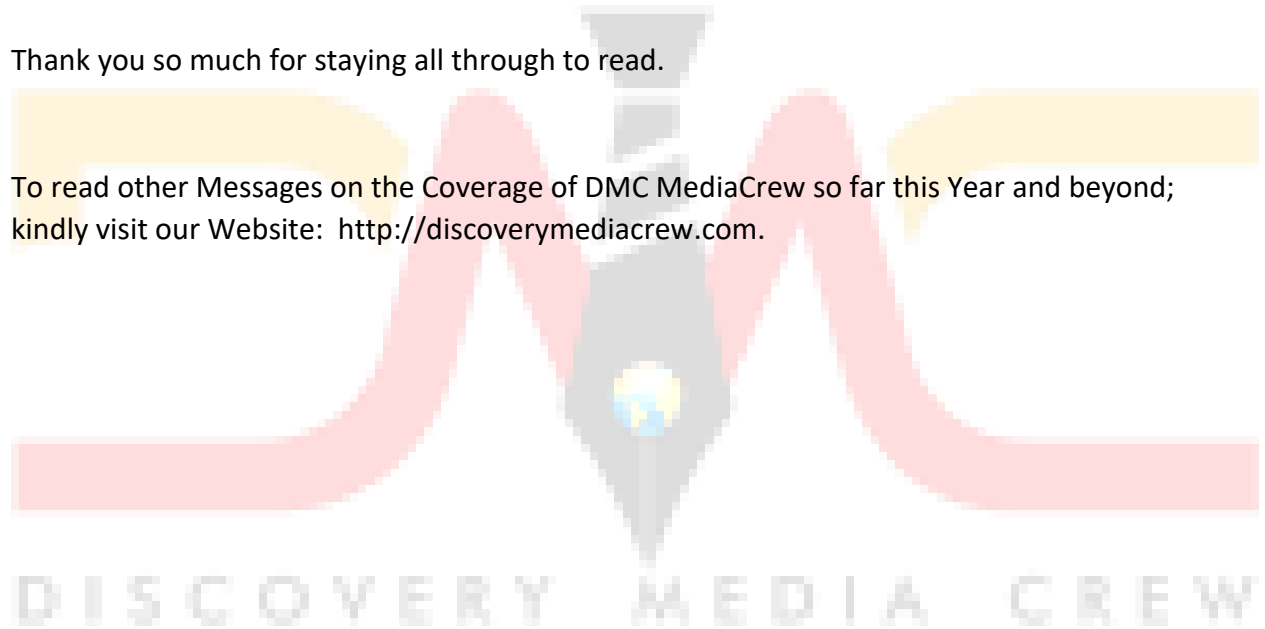 Thank you so much for staying all through to read.
To read other Messages on the Coverage of DMC MediaCrew so far this Year and beyond;
kindly visit our Website:  http://discoverymediacrew.com.
DMC
DISCOVERY MEDIA CREW